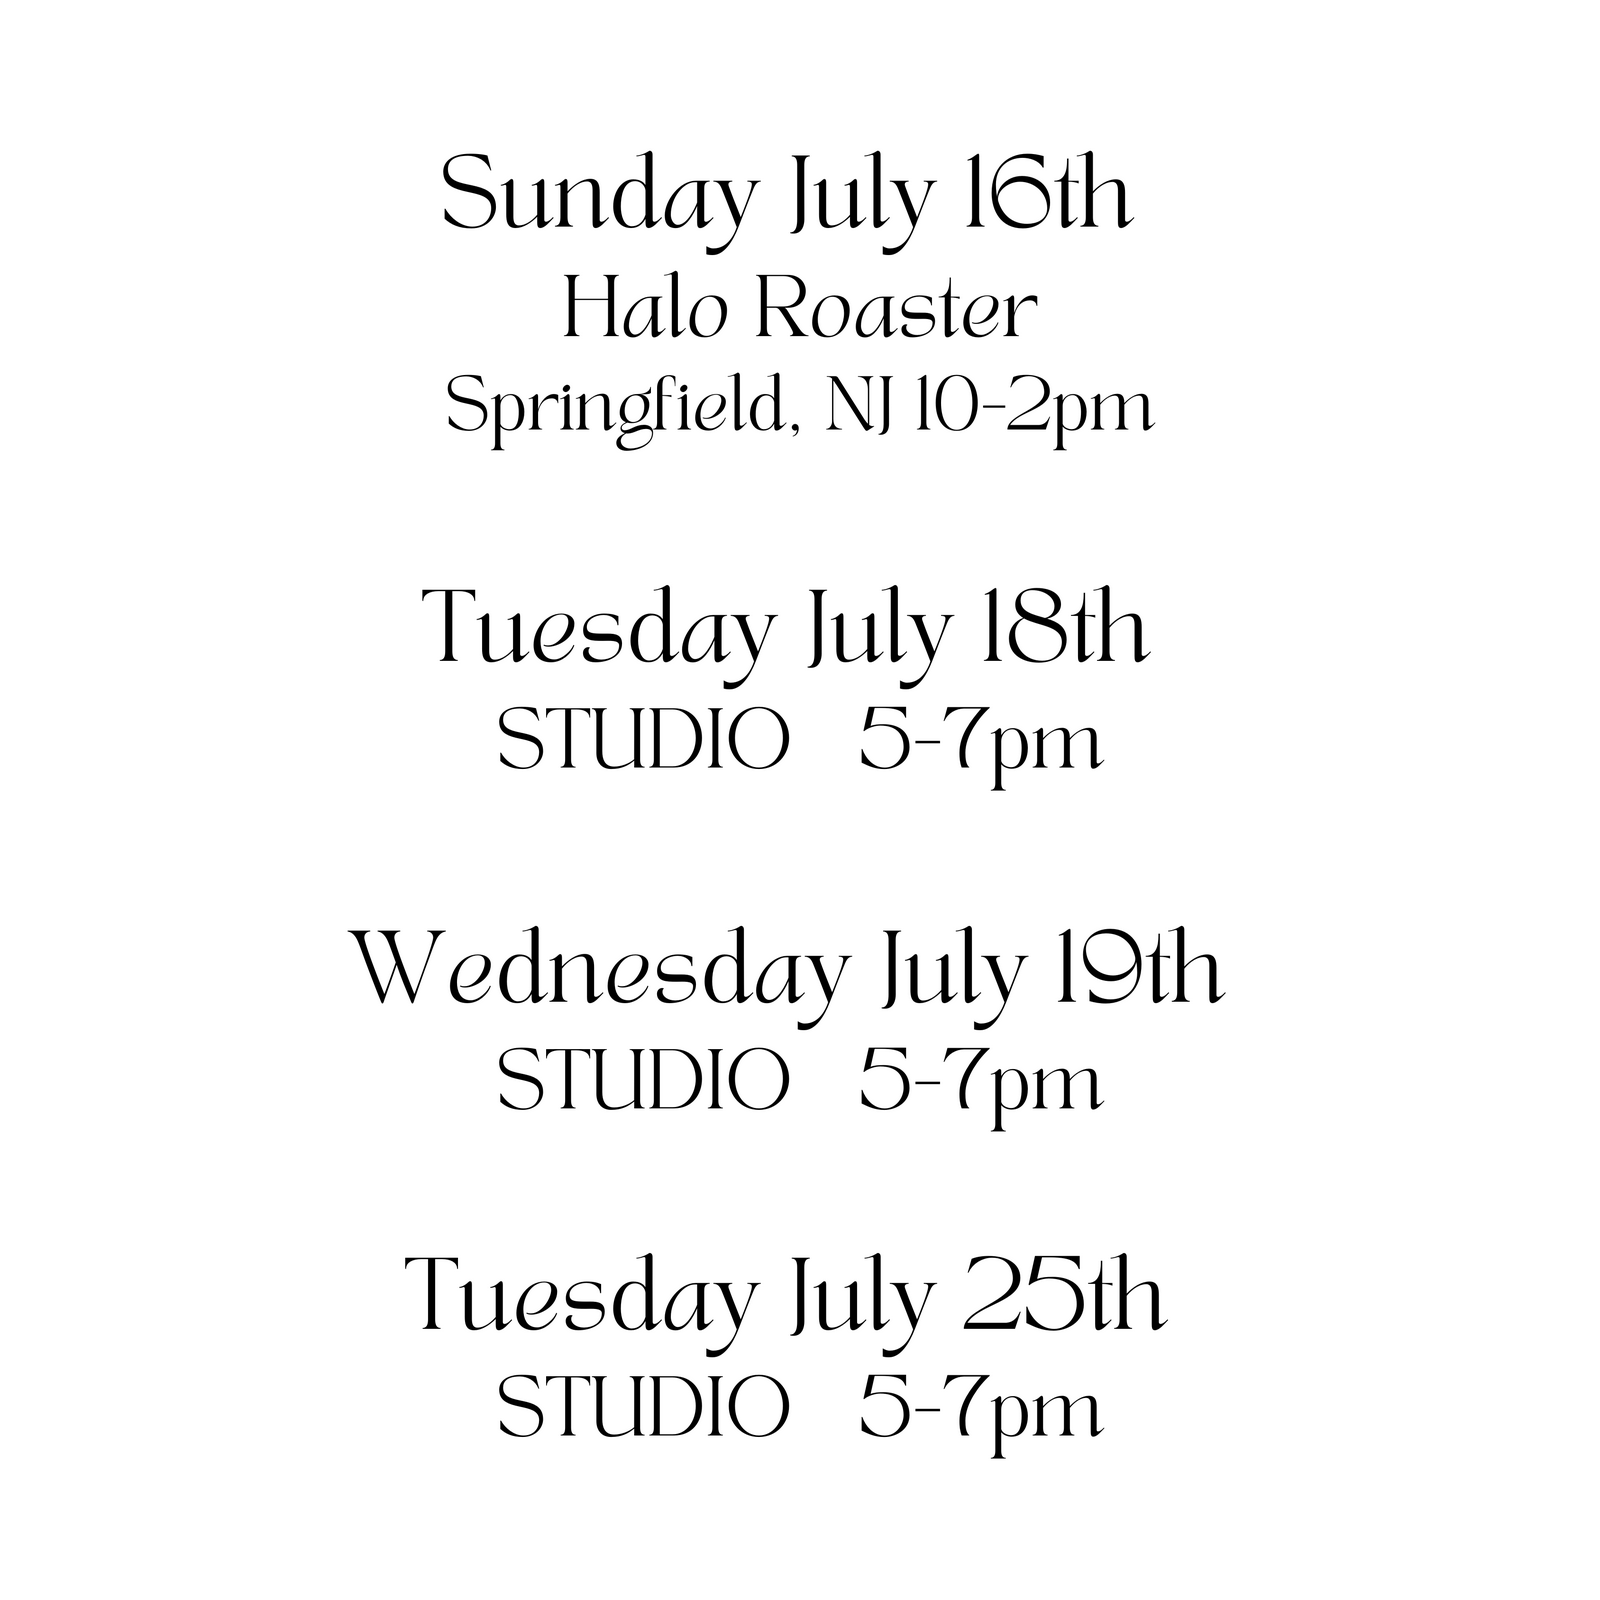 Sunday July 16th
Halo Roaster
Springfield, NJ 10-2pm
Tuesday July 18th
STUDIO 5-7pm
Wednesday July 19th
STUDIO 5-7pm
Tuesday July 25th
STUDIO 5-7pm